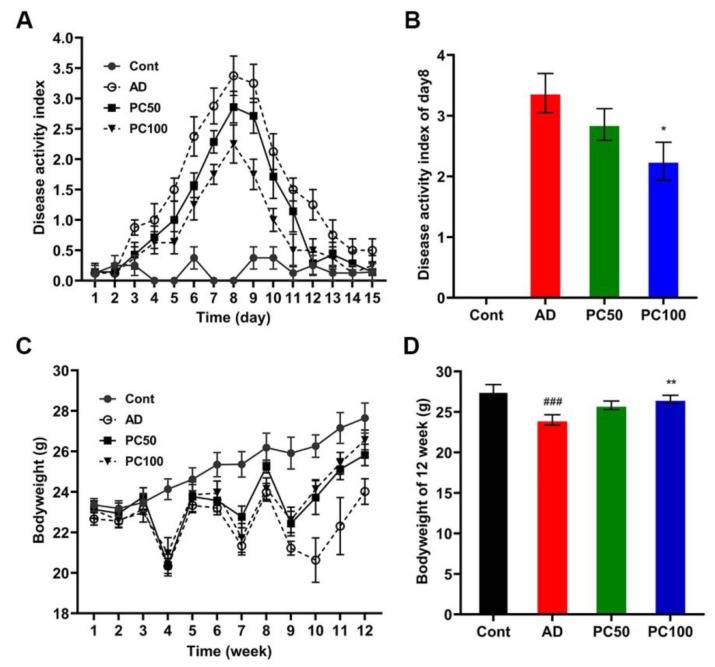 A
Disease activity index
4.0
3.5
3.0
2.5
2.0
1.5
1.0
0.5
0.0
Cont
AD
PC50
PC100
1 2 3 4 5 6 7 8 9 10 11 12 13 14 15
Time (day)
B
Disease activity index of day8
4
3
2
1
0
*
Cont AD PC50 PC100
C
Bodyweight (g)
30
28
26
24
22
20
18
Cont
AD
PC50
PC100
1 2 3 4 5 6 7 8 9 10 11 12
Time (week)
D
Bodyweight of 12 week (g)
30
25
20
15
10
5
0
###
**
Cont AD PC50 PC100